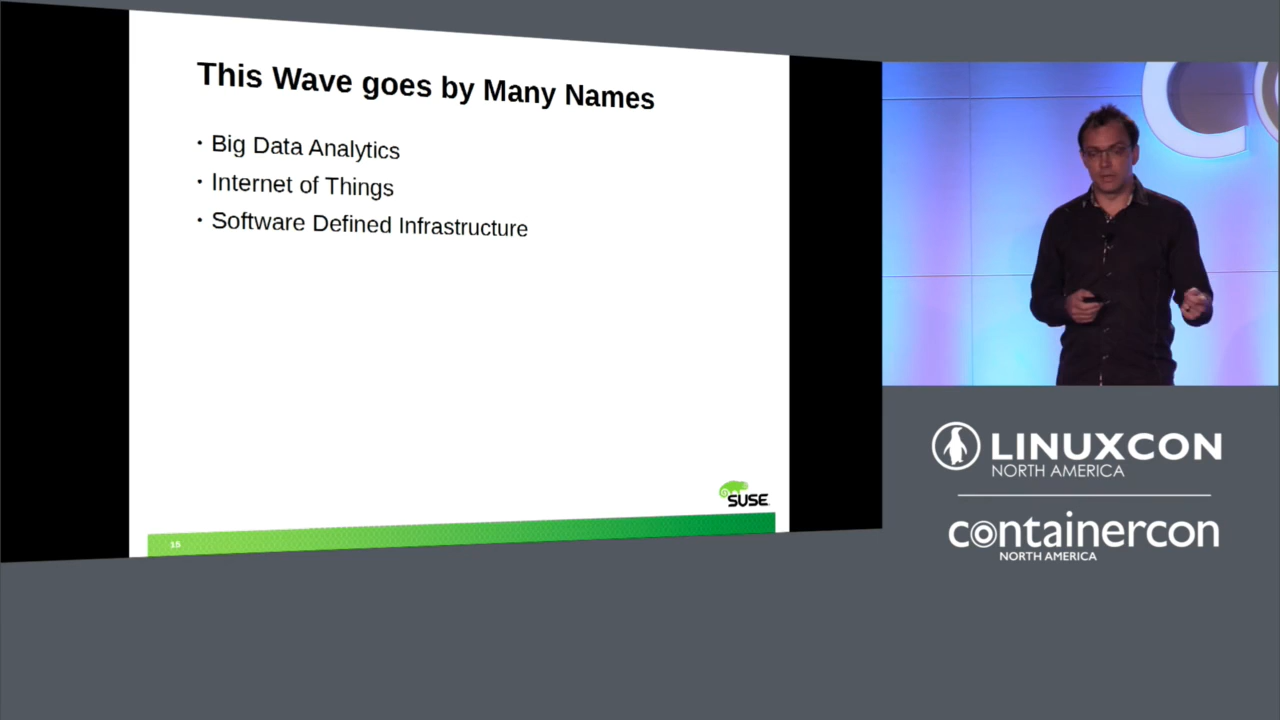 This Wave goes by Many Names
• Big Data Analytics
• Internet of Things
• Software Defined Infrastructure
SUSE
15
LINUXCON
NORTH AMERICA
containercon
NORTH AMERICA